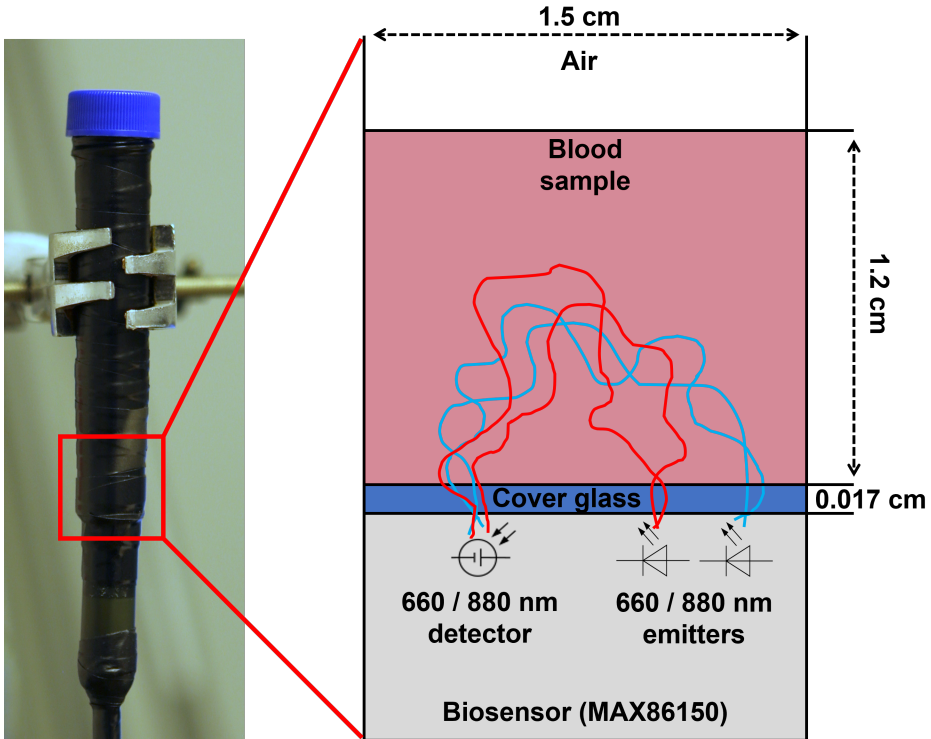 1.5 cm
Air
Blood
sample
1.2 cm
Cover glass
0.017 cm
660 / 880 nm
detector
660 / 880 nm
emitters
Biosensor (MAX86150)